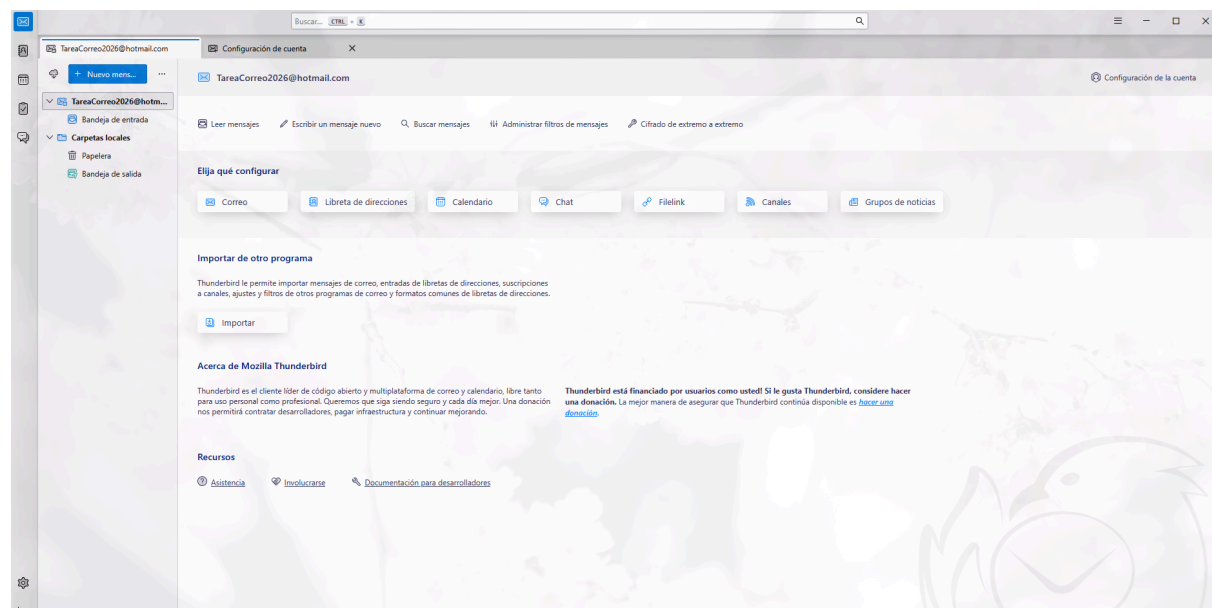 Buscar... CTRL + K
TareaCorreo2026@hotmail.com
Configuración de cuenta
+ Nuevo mens...
TareaCorreo2026@hotmail.com
Configuración de la cuenta
TareaCorreo2026@hotm...
Bandeja de entrada
Carpetas locales
Papelera
Bandeja de salida
Leer mensajes
Escribir un mensaje nuevo
Buscar mensajes
Administrar filtros de mensajes
Cifrado de extremo a extremo
Elija qué configurar
Correo
Libreta de direcciones
Calendario
Chat
Filelink
Canales
Grupos de noticias
Importar de otro programa
Thunderbird le permite importar mensajes de correo, entradas de libretas de direcciones, suscripciones
a canales, ajustes y filtros de otros programas de correo y formatos comunes de libretas de direcciones.
Importar
Acerca de Mozilla Thunderbird
Thunderbird es el cliente líder de código abierto y multiplataforma de correo y calendario, libre tanto
para uso personal como profesional. Queremos que siga siendo seguro y cada día mejor. Una donación
nos permitirá contratar desarrolladores, pagar infraestructura y continuar mejorando.
Thunderbird está financiado por usuarios como usted! Si le gusta Thunderbird, considere hacer
una donación. La mejor manera de asegurar que Thunderbird continúa disponible es hacer una
donación.
Recursos
Asistencia
Involucrarse
Documentación para desarrolladores